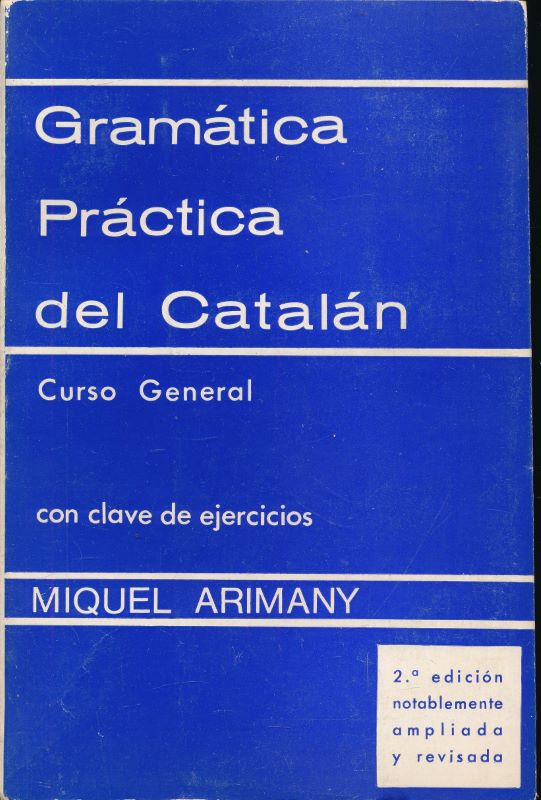 Gramática
Práctica
del Catalán
Curso General
con clave de ejercicios
MIQUEL ARIMANY
2.ª edición
notablemente
ampliada
y revisada